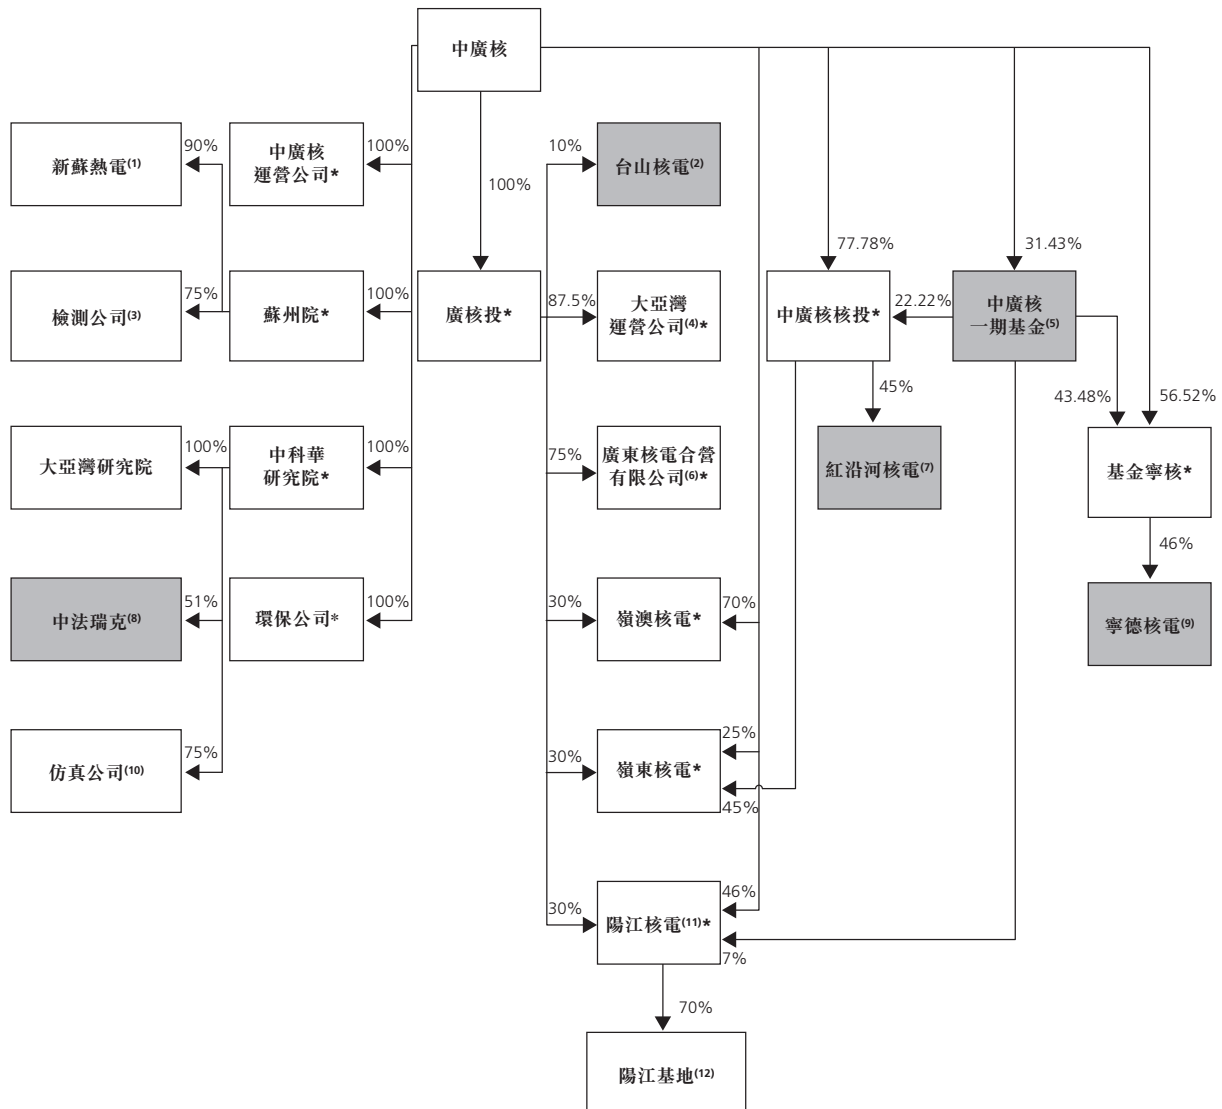 中廣核
90%
100%
10%
新蘇熱電(1)
中廣核
運營公司*
台山核電(2)
100%
77.78%
31.43%
75%
100%
87.5%
22.22%
檢測公司(3)
蘇州院*
廣核投*
大亞灣
運營公司(4)*
中廣核核投*
中廣核
一期基金(5)
45%
43.48%
56.52%
100%
100%
75%
大亞灣研究院
中科華
研究院*
廣東核電合營
有限公司(6)*
紅沿河核電(7)
基金寧核*
46%
51%
100%
30%
70%
中法瑞克(8)
環保公司*
嶺澳核電*
寧德核電(9)
75%
30%
25%
仿真公司(10)
嶺東核電*
45%
30%
46%
陽江核電(11)*
7%
70%
陽江基地(12)